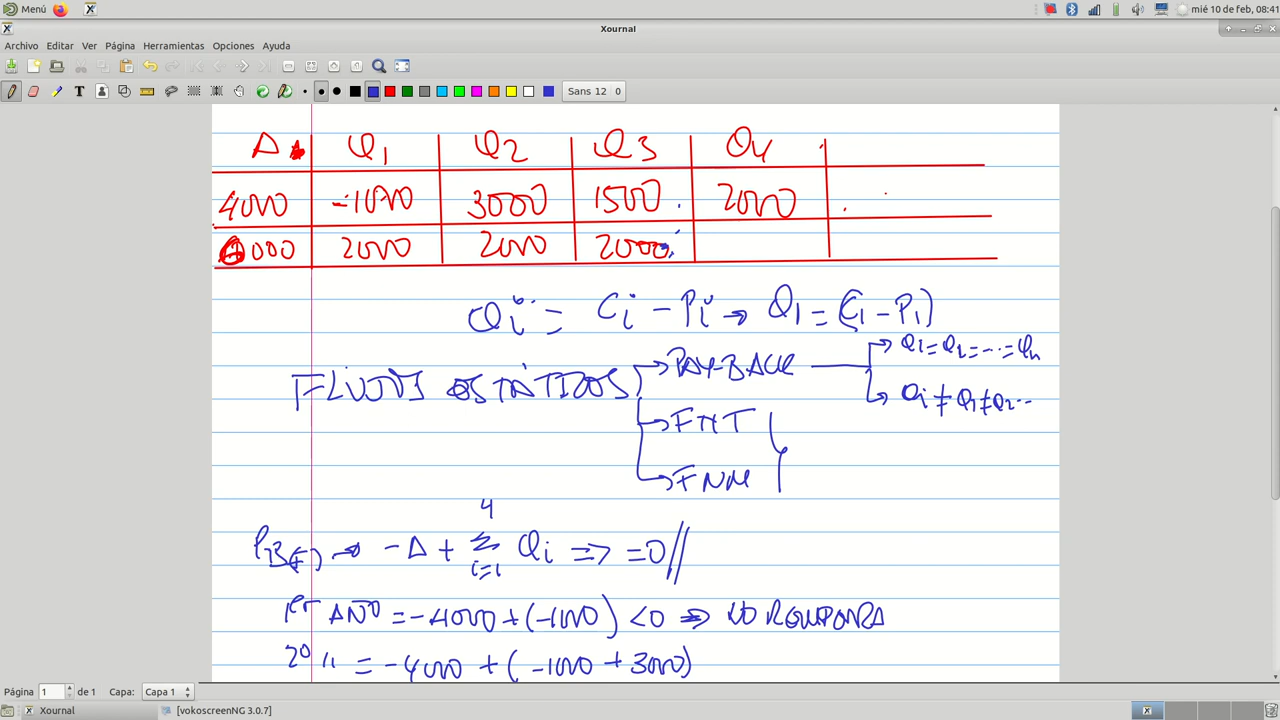 Menú
mié 10 de feb, 08:41
Xournal
Archivo Editar Ver Página Herramientas Opciones Ayuda
Sans 12 0
Q1 Q2 Q3 Q4
4000 -1000 3000 1500 2000
000 2000 2000 2000
Qi = Ci - Pi → Q1 = (C1 - P1)
PAY-BACK Q1 = Q2 = ... = Qn
FLUJOS ESTÁTICOS
Qi ≠ Q1 ≠ Q2 ...
FNT
FNM
4
→ -A + Σ Qi => = 0 //
i=1
1er AÑO = -4000 + (-1000) < 0 => NO RECUPERA
2º " = -4000 + (-1000 + 3000)
Página 1 de 1 Capa: Capa 1
Xournal [vokoscreenNG 3.0.7]